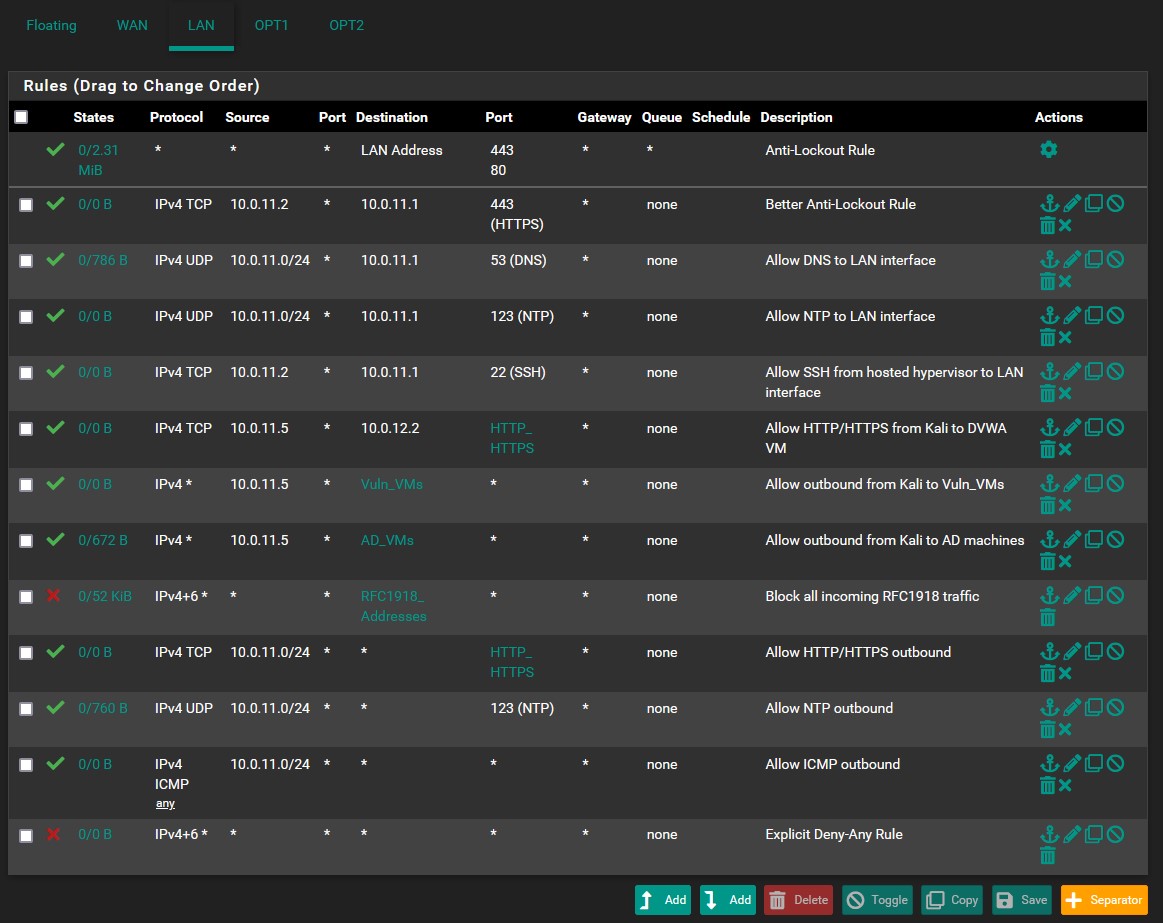 Floating WAN LAN OPT1 OPT2
Rules (Drag to Change Order)
States Protocol Source Port Destination Port Gateway Queue Schedule Description Actions
0/2.31 * * * LAN Address 443 * * Anti-Lockout Rule
MiB 80
0/0 B IPv4 TCP 10.0.11.2 * 10.0.11.1 443 * none Better Anti-Lockout Rule
(HTTPS)
0/786 B IPv4 UDP 10.0.11.0/24 * 10.0.11.1 53 (DNS) * none Allow DNS to LAN interface
0/0 B IPv4 UDP 10.0.11.0/24 * 10.0.11.1 123 (NTP) * none Allow NTP to LAN interface
0/0 B IPv4 TCP 10.0.11.2 * 10.0.11.1 22 (SSH) * none Allow SSH from hosted hypervisor to LAN
interface
0/0 B IPv4 TCP 10.0.11.5 * 10.0.12.2 HTTP_ * none Allow HTTP/HTTPS from Kali to DVWA
HTTPS VM
0/0 B IPv4 * 10.0.11.5 * Vuln_VMs * * none Allow outbound from Kali to Vuln_VMs
0/672 B IPv4 * 10.0.11.5 * AD_VMs * * none Allow outbound from Kali to AD machines
0/52 KiB IPv4+6 * * * RFC1918_ * * none Block all incoming RFC1918 traffic
Addresses
0/0 B IPv4 TCP 10.0.11.0/24 * * HTTP_ * none Allow HTTP/HTTPS outbound
HTTPS
0/760 B IPv4 UDP 10.0.11.0/24 * * 123 (NTP) * none Allow NTP outbound
0/0 B IPv4 10.0.11.0/24 * * * * none Allow ICMP outbound
ICMP
any
0/0 B IPv4+6 * * * * * * none Explicit Deny-Any Rule
Add Add Delete Toggle Copy Save Separator